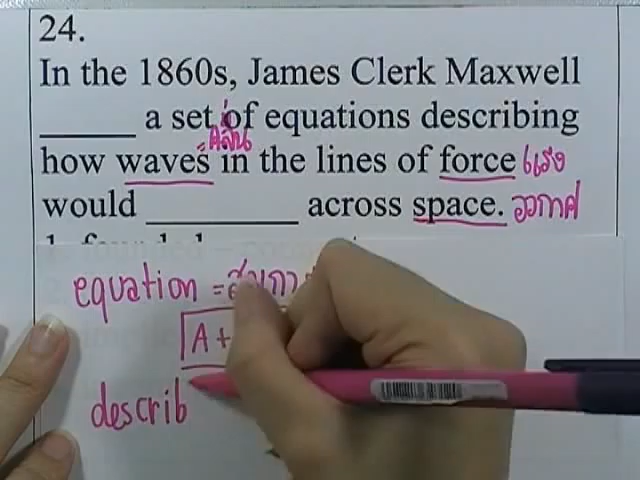 24.
In the 1860s, James Clerk Maxwell
______ a set of equations describing
คลื่น
how waves in the lines of force แรง
would ______ across space. อวกาศ
equation =
A +
describ